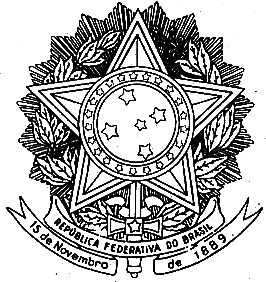 REPÚBLICA FEDERATIVA DO BRASIL
15 de Novembro de 1889